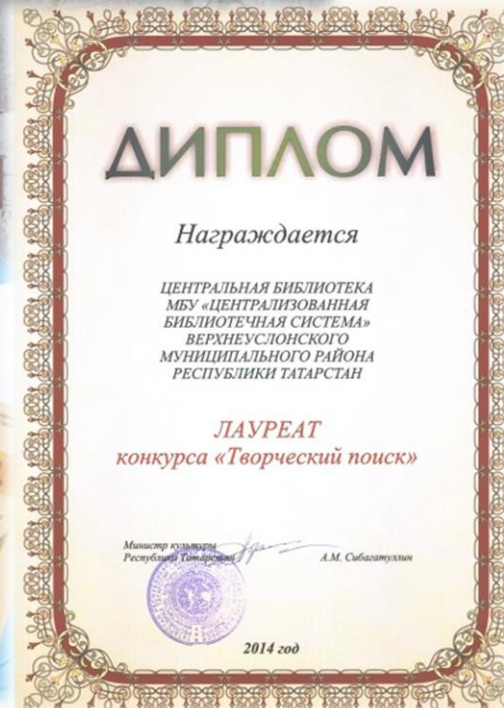 ДИПЛОМ
Награждается
ЦЕНТРАЛЬНАЯ БИБЛИОТЕКА
МБУ «ЦЕНТРАЛИЗОВАННАЯ
БИБЛИОТЕЧНАЯ СИСТЕМА»
ВЕРХНЕУСЛОНСКОГО
МУНИЦИПАЛЬНОГО РАЙОНА
РЕСПУБЛИКИ ТАТАРСТАН
ЛАУРЕАТ
конкурса «Творческий поиск»
Министр культуры
Республики Татарстан
А.М. Сибагатуллин
2014 год